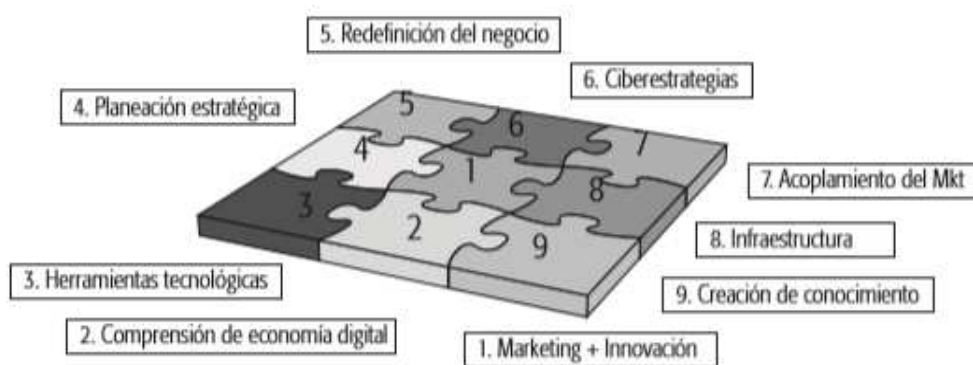 5. Redefinición del negocio
6. Ciberestrategias
4. Planeación estratégica
5
6
7
4
1
8
7. Acoplamiento del Mkt
3
2
9
8. Infraestructura
3. Herramientas tecnológicas
9. Creación de conocimiento
2. Comprensión de economía digital
1. Marketing + Innovación